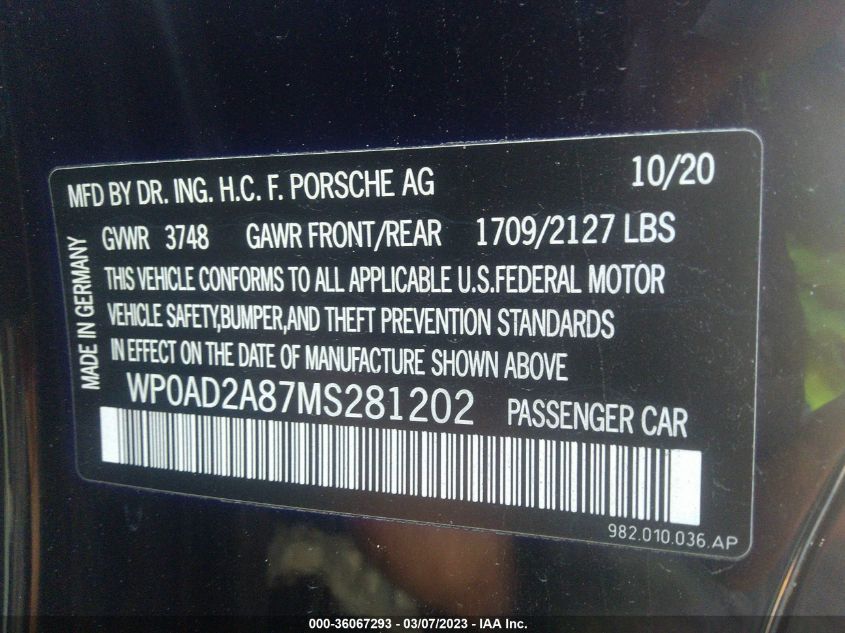 MFD BY DR. ING. H.C. F. PORSCHE AG 10/20
GVWR 3748 GAWR FRONT/REAR 1709/2127 LBS
THIS VEHICLE CONFORMS TO ALL APPLICABLE U.S.FEDERAL MOTOR
VEHICLE SAFETY,BUMPER,AND THEFT PREVENTION STANDARDS
IN EFFECT ON THE DATE OF MANUFACTURE SHOWN ABOVE
MADE IN GERMANY
WP0AD2A87MS281202 PASSENGER CAR
982.010.036.AP
000-36067293 - 03/07/2023 - IAA Inc.